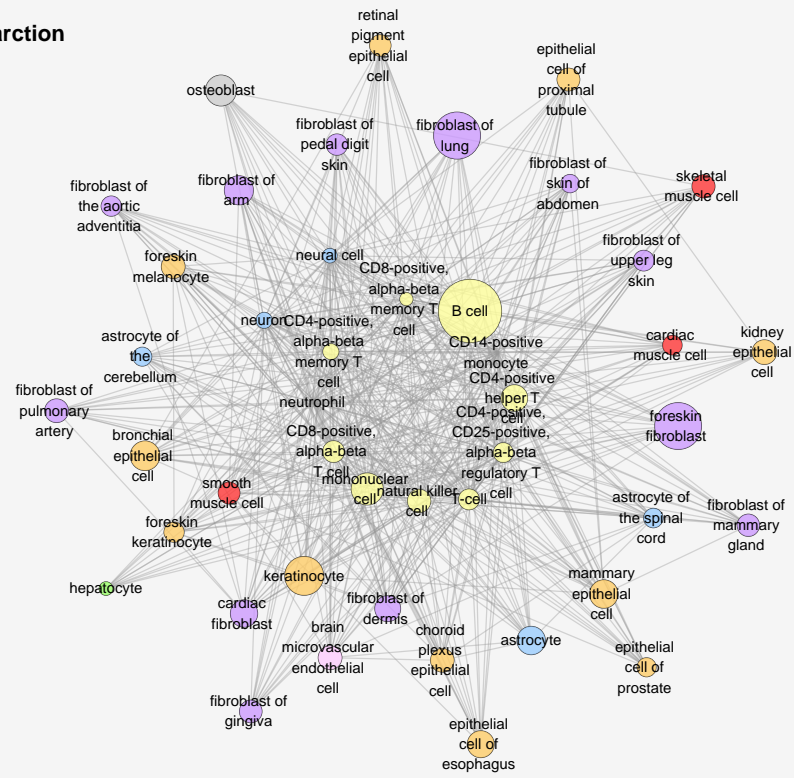 arction
retinal
pigment
epithelial
cell
epithelial
cell of
proximal
tubule
osteoblast
fibroblast of
pedal digit
skin
fibroblast of
lung
fibroblast of
skin of
abdomen
skeletal
muscle cell
fibroblast of
arm
fibroblast of
the aortic
adventitia
foreskin
melanocyte
neural cell
CD8-positive,
alpha-beta
memory T
cell
B cell
fibroblast of
upper leg
skin
neuron
CD4-positive,
alpha-beta
memory T
cell
CD14-positive
monocyte
cardiac
muscle cell
kidney
epithelial
cell
astrocyte of
the
cerebellum
CD4-positive
helper T
cell
neutrophil
fibroblast of
pulmonary
artery
CD4-positive,
CD25-positive,
alpha-beta
regulatory T
cell
foreskin
fibroblast
bronchial
epithelial
cell
CD8-positive,
alpha-beta
T cell
mononuclear
cell
natural killer
cell
T-cell
smooth
muscle cell
astrocyte of
the spinal
cord
fibroblast of
mammary
gland
foreskin
keratinocyte
hepatocyte
keratinocyte
mammary
epithelial
cell
cardiac
fibroblast
fibroblast of
dermis
brain
microvascular
endothelial
cell
choroid
plexus
epithelial
cell
astrocyte
epithelial
cell of
prostate
fibroblast of
gingiva
epithelial
cell of
esophagus